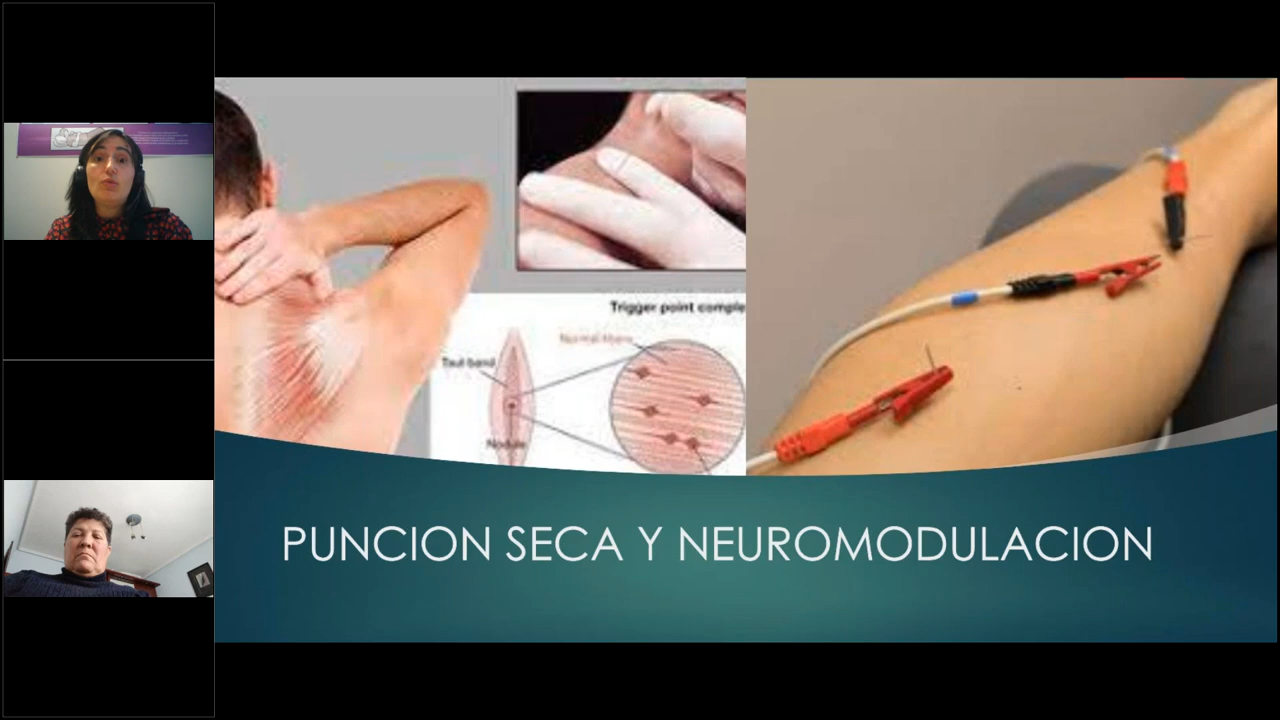 Trigger point comple
Normal fibers
Taut band
Nodule
PUNCION SECA Y NEUROMODULACION